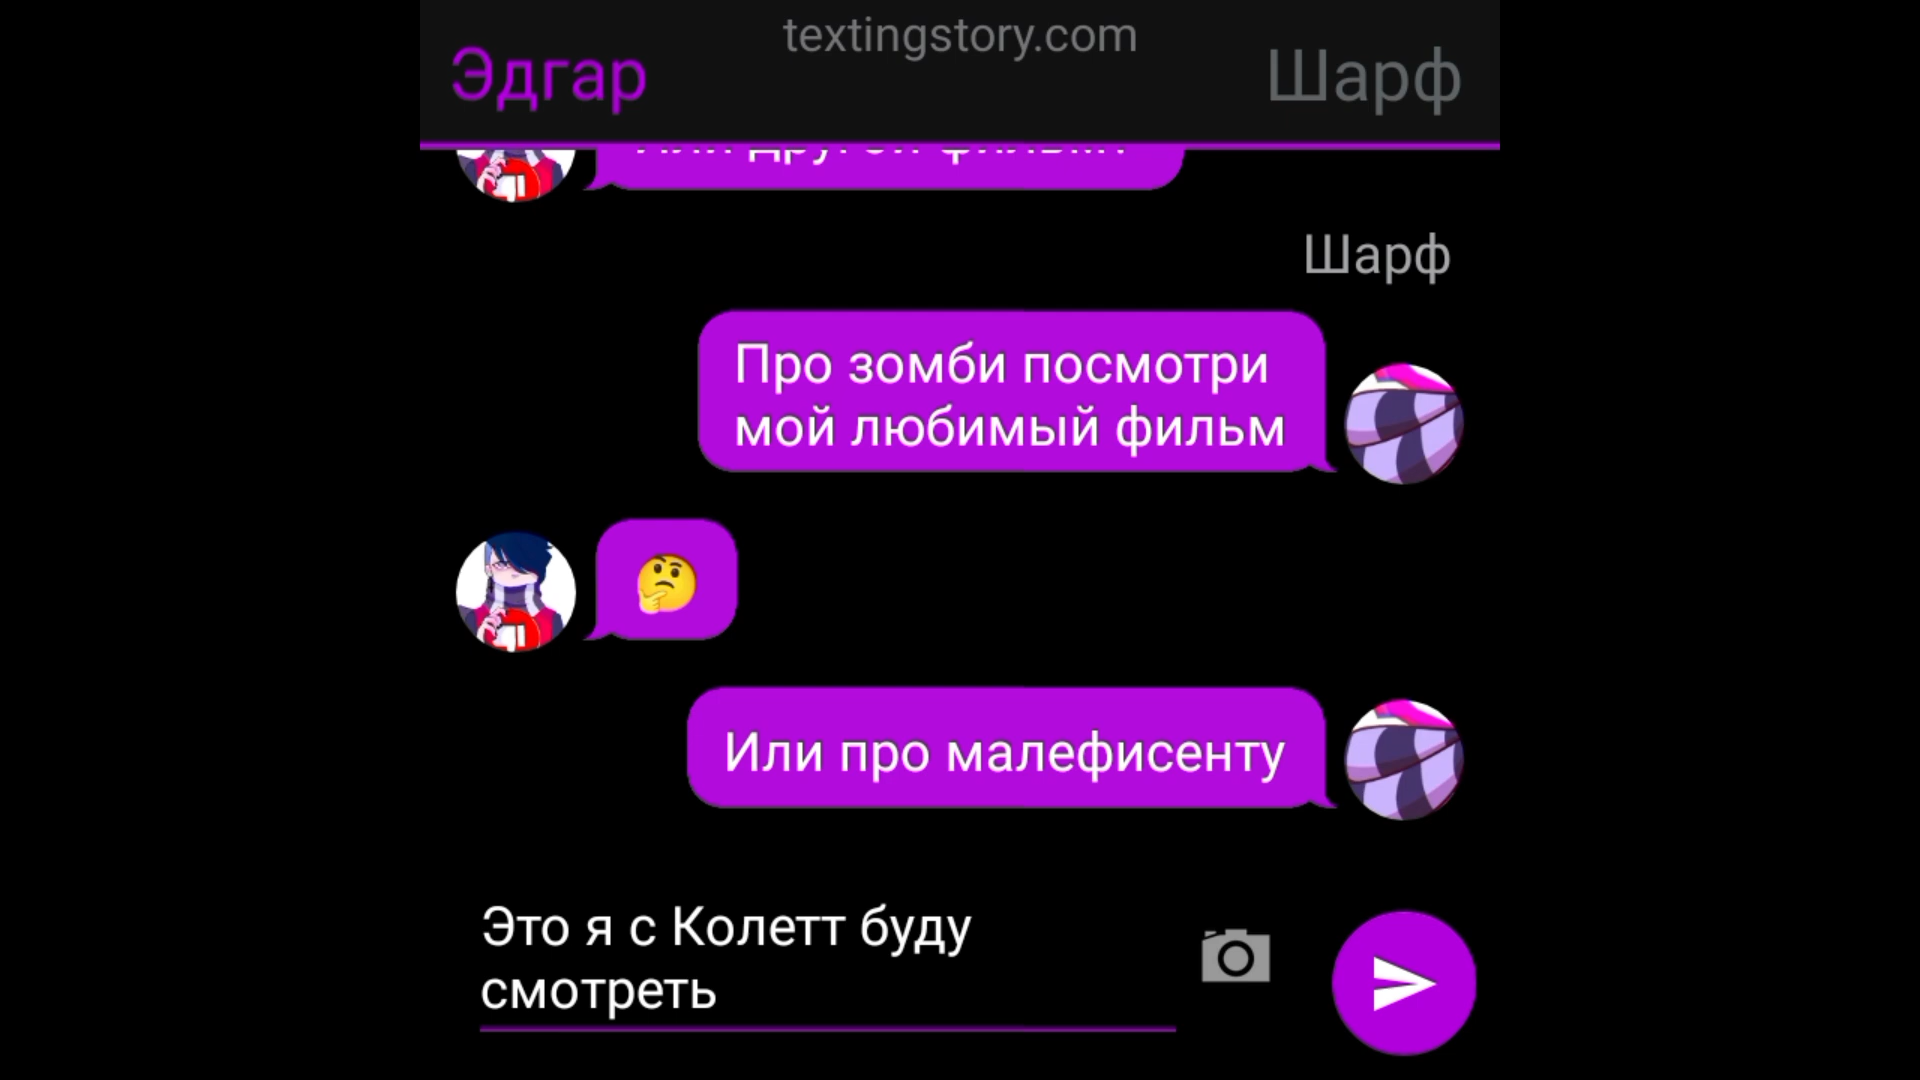 textingstory.com
Эдгар
Шарф
Шарф
Про зомби посмотри
мой любимый фильм
Или про малефисенту
Это я с Колетт буду
смотреть